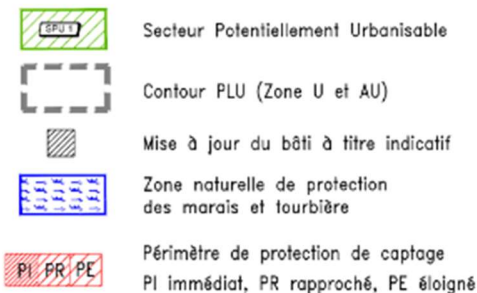 SPU 1 Secteur Potentiellement Urbanisable
Contour PLU (Zone U et AU)
Mise à jour du bâti à titre indicatif
Zone naturelle de protection
des marais et tourbière
Périmètre de protection de captage
PI PR PE PI immédiat, PR rapproché, PE éloigné